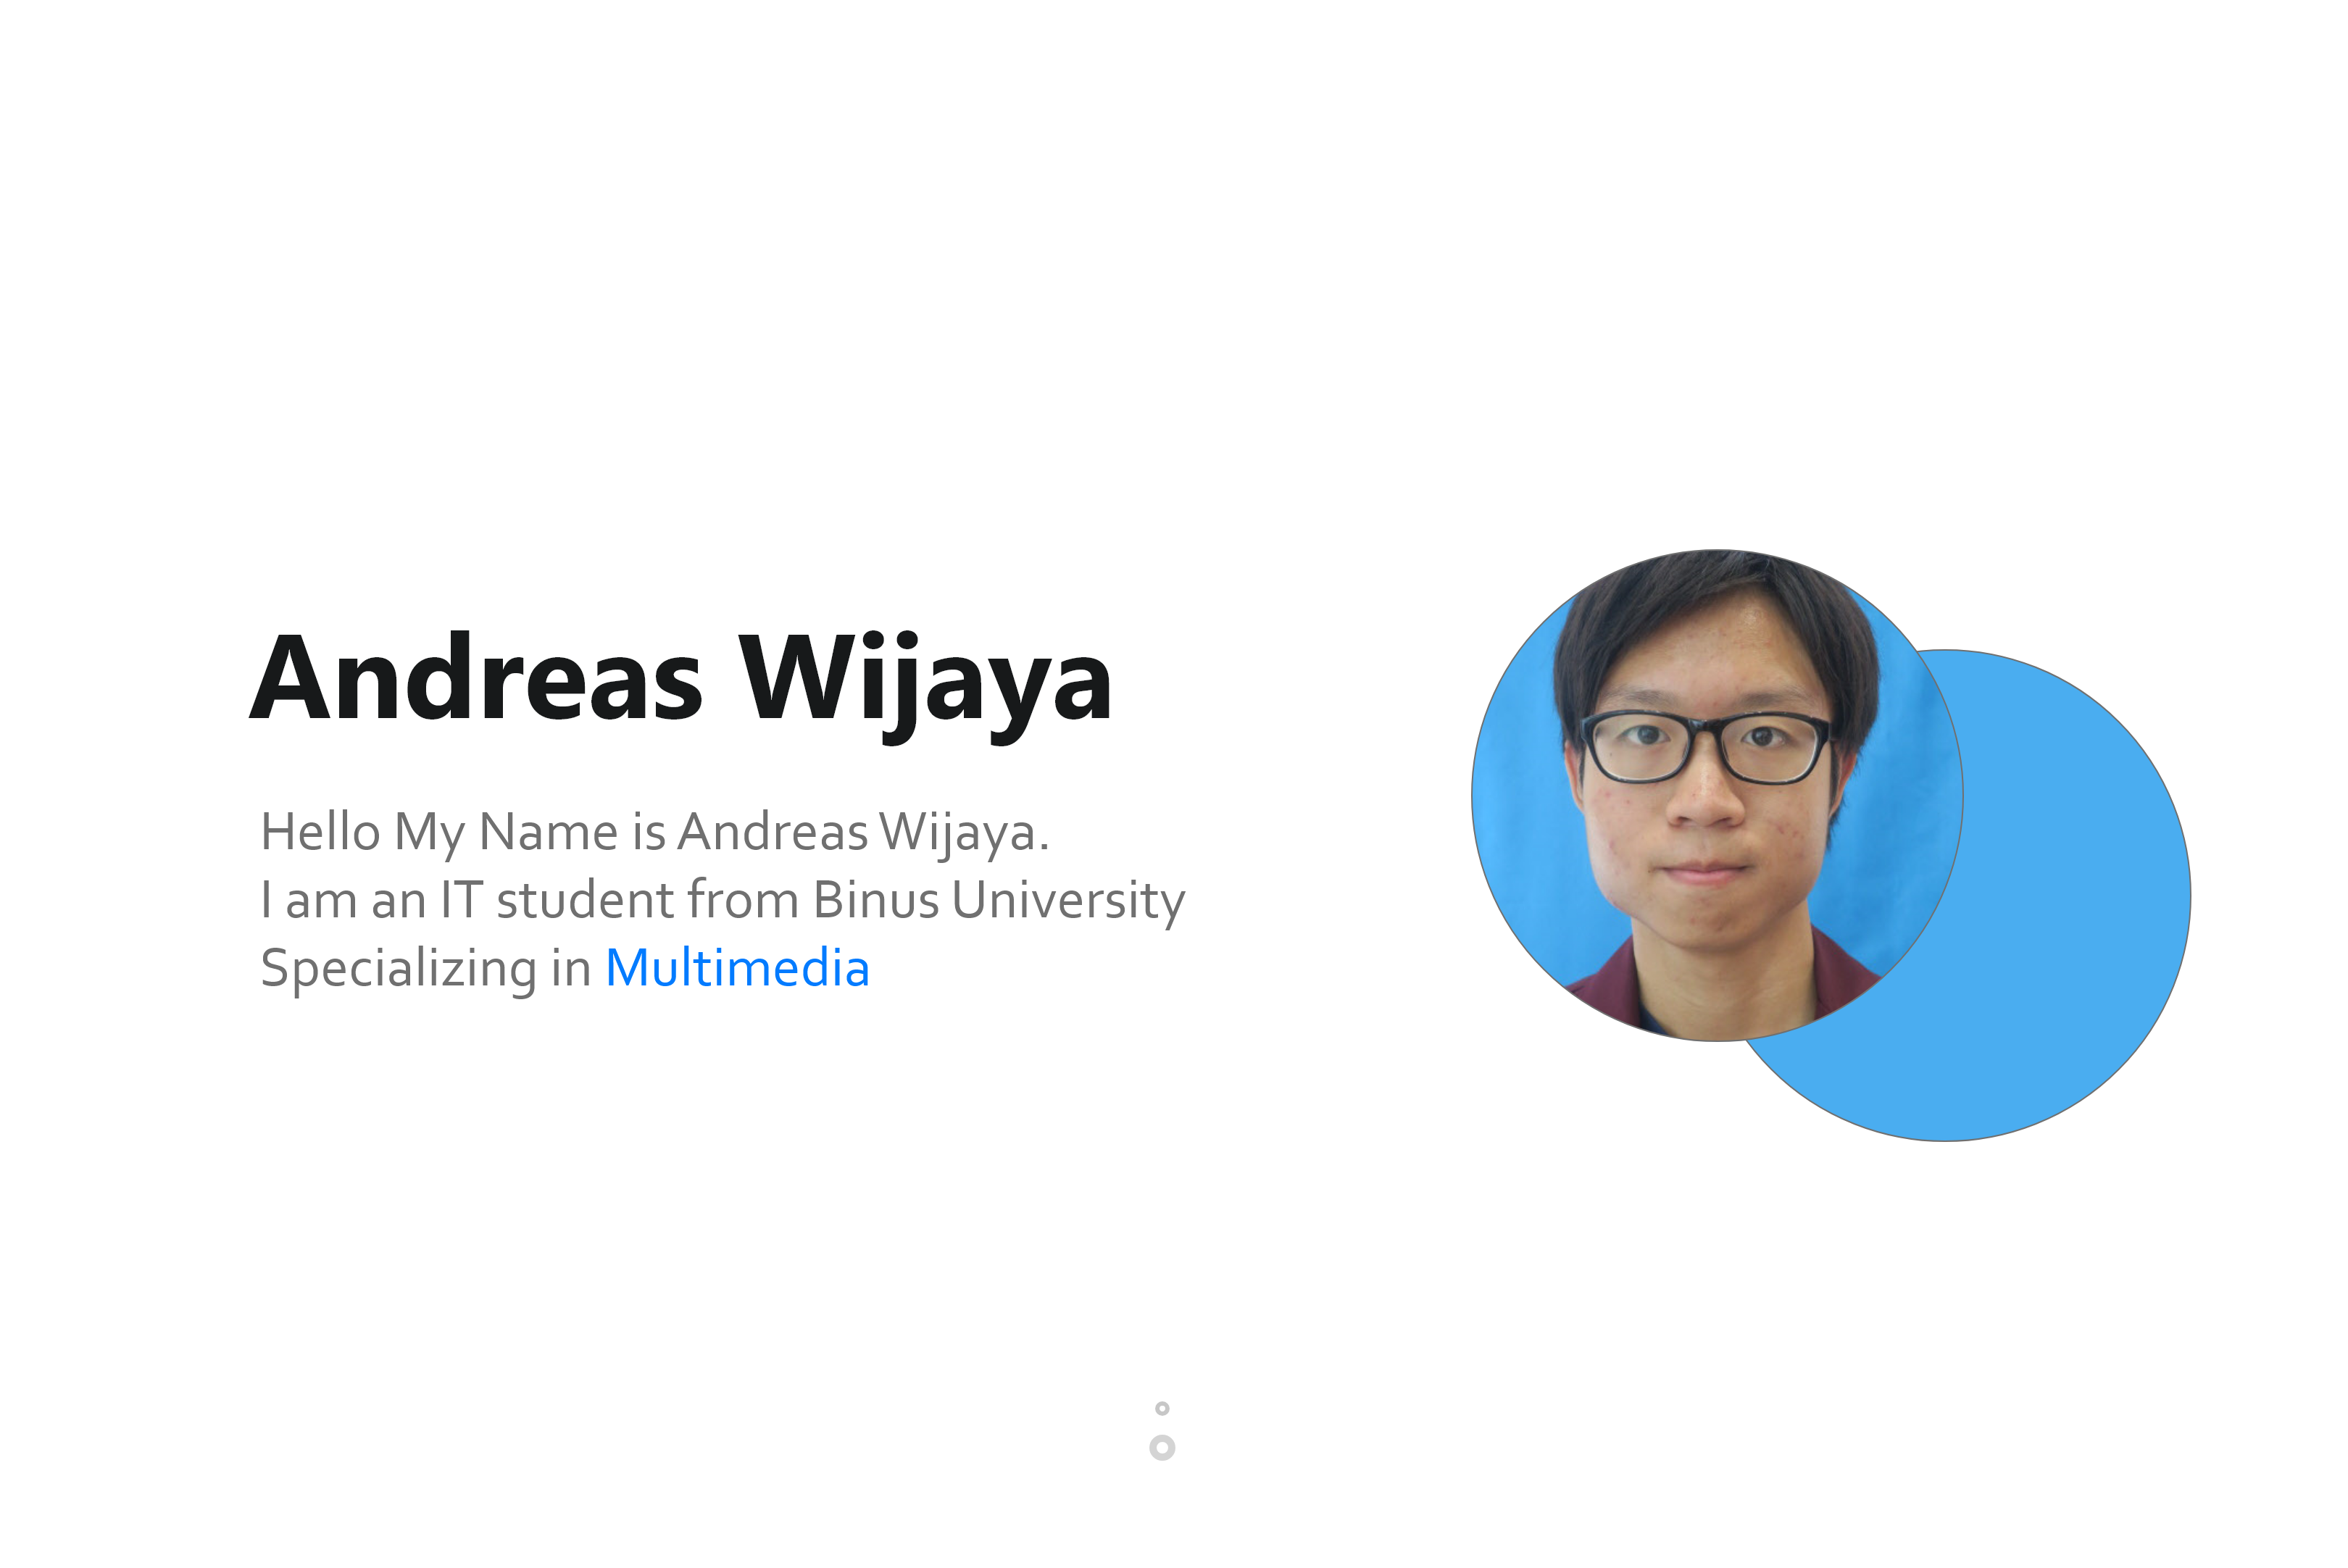 Andreas Wijaya
Hello My Name is Andreas Wijaya.
I am an IT student from Binus University
Specializing in Multimedia